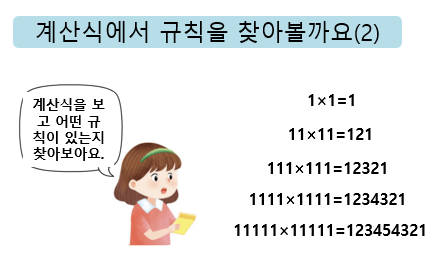 계산식에서 규칙을 찾아볼까요(2)
계산식을 보
고 어떤 규
칙이 있는지
찾아보아요.
1×1=1
11×11=121
111×111=12321
1111×1111=1234321
11111×11111=123454321